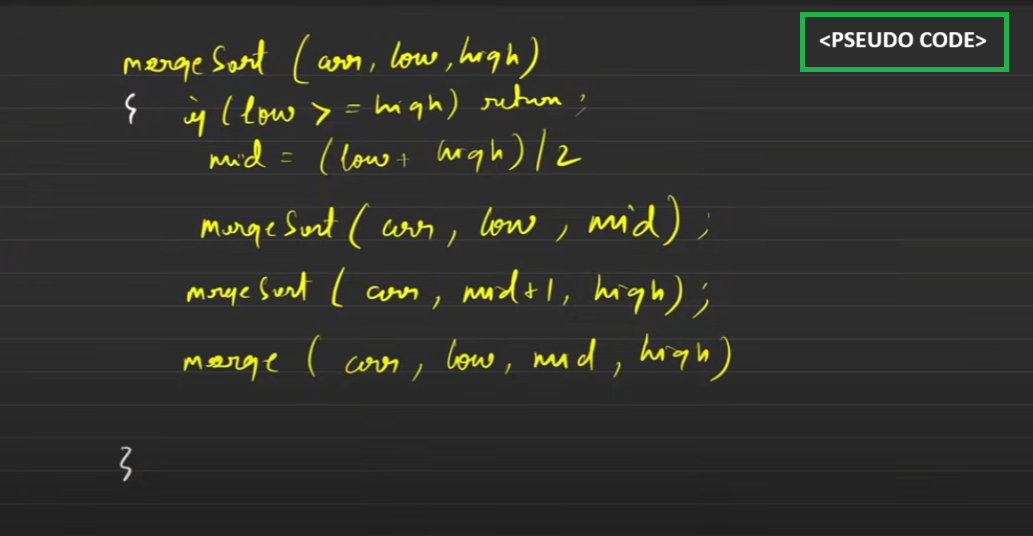 <PSEUDO CODE>
mergeSort (arr, low, high)
{ if (low >= high) return;
mid = (low + high) / 2
mergeSort (arr, low, mid);
mergeSort (arr, mid+1, high);
merge (arr, low, mid, high)
}